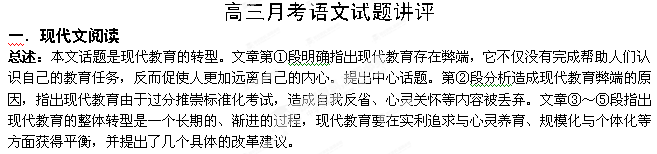 高三月考语文试题讲评
一．现代文阅读
总述：本文话题是现代教育的转型。文章第①段明确指出现代教育存在弊端，它不仅没有完成帮助人们认
识自己的教育任务，反而促使人更加远离自己的内心。提出中心话题。第②段分析造成现代教育弊端的原
因，指出现代教育由于过分推崇标准化考试，造成自我反省、心灵关怀等内容被丢弃。文章③～⑤段指出
现代教育的整体转型是一个长期的、渐进的过程，现代教育要在实利追求与心灵养育、规模化与个体化等
方面获得平衡，并提出了几个具体的改革建议。